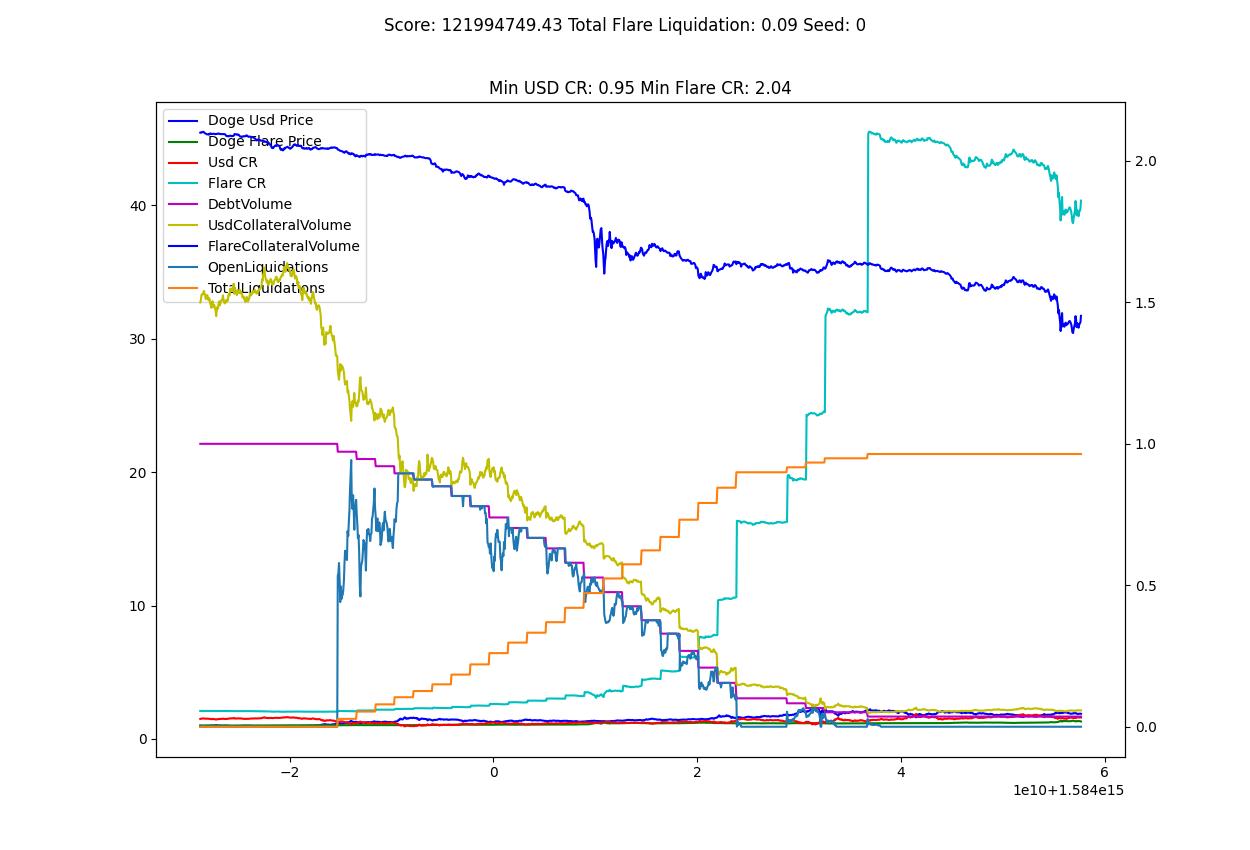 Score: 121994749.43 Total Flare Liquidation: 0.09 Seed: 0
Min USD CR: 0.95 Min Flare CR: 2.04
Doge Usd Price
Doge Flare Price
Usd CR
Flare CR
DebtVolume
UsdCollateralVolume
FlareCollateralVolume
OpenLiquidations
TotalLiquidations
40
30
20
10
0
2.0
1.5
1.0
0.5
0.0
−2
0
2
4
6
1e10+1.584e15